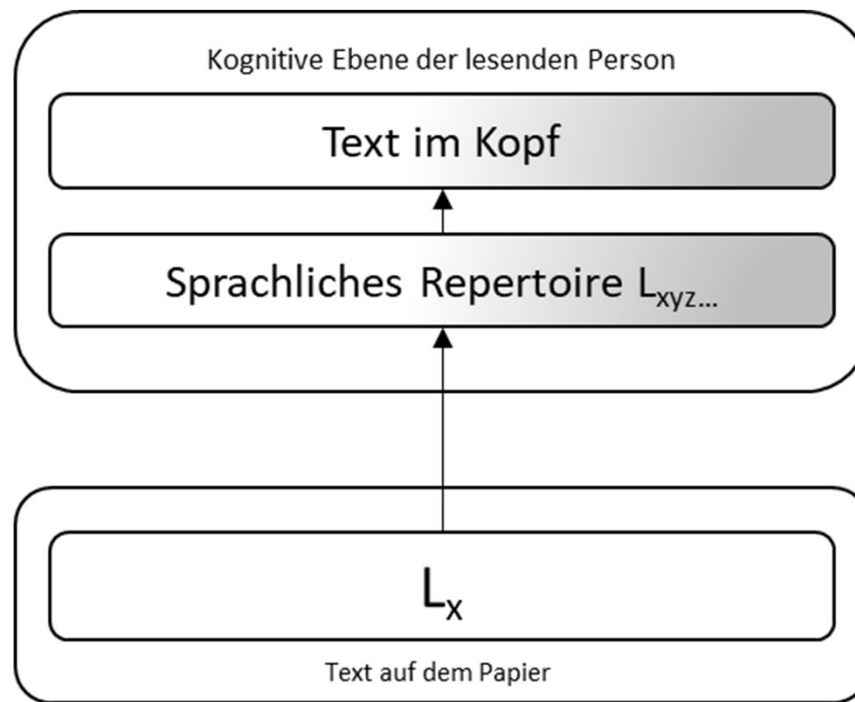 Kognitive Ebene der lesenden Person
Text im Kopf
Sprachliches Repertoire Lxyz...
Lx
Text auf dem Papier